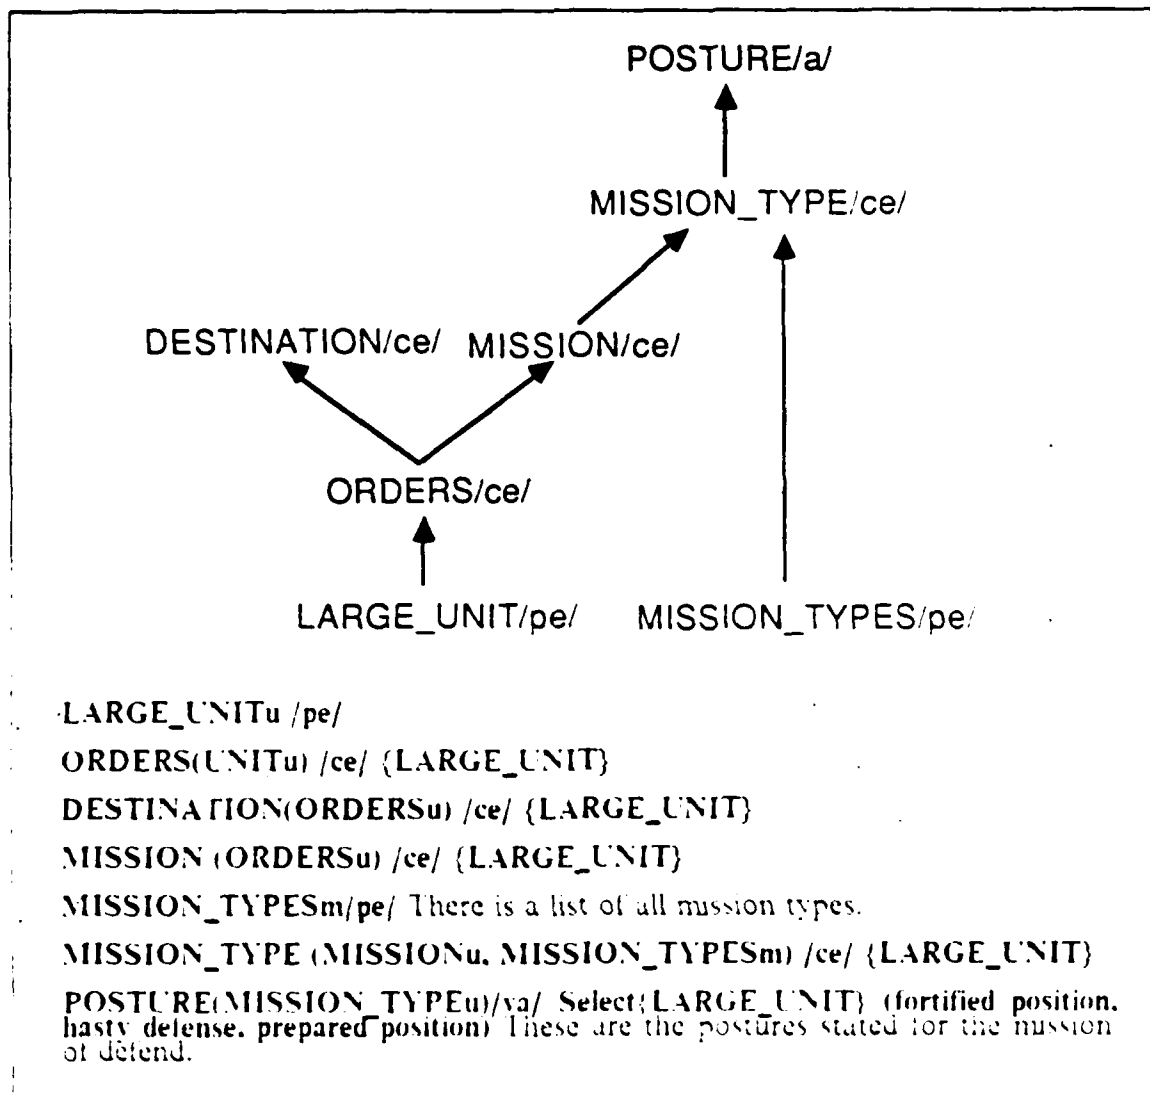 POSTURE/a/
MISSION_TYPE/ce/
DESTINATION/ce/ MISSION/ce/
ORDERS/ce/
LARGE_UNIT/pe/ MISSION_TYPES/pe/
LARGE_UNITu /pe/
ORDERS(UNITu) /ce/ {LARGE_UNIT}
DESTINATION(ORDERSu) /ce/ {LARGE_UNIT}
MISSION (ORDERSu) /ce/ {LARGE_UNIT}
MISSION_TYPESm/pe/ There is a list of all mission types.
MISSION_TYPE (MISSIONu, MISSION_TYPESm) /ce/ {LARGE_UNIT}
POSTURE(MISSION_TYPEu)/va/ Select{LARGE_UNIT} (fortified position,
hasty defense, prepared position) These are the postures stated for the mission
of defend.